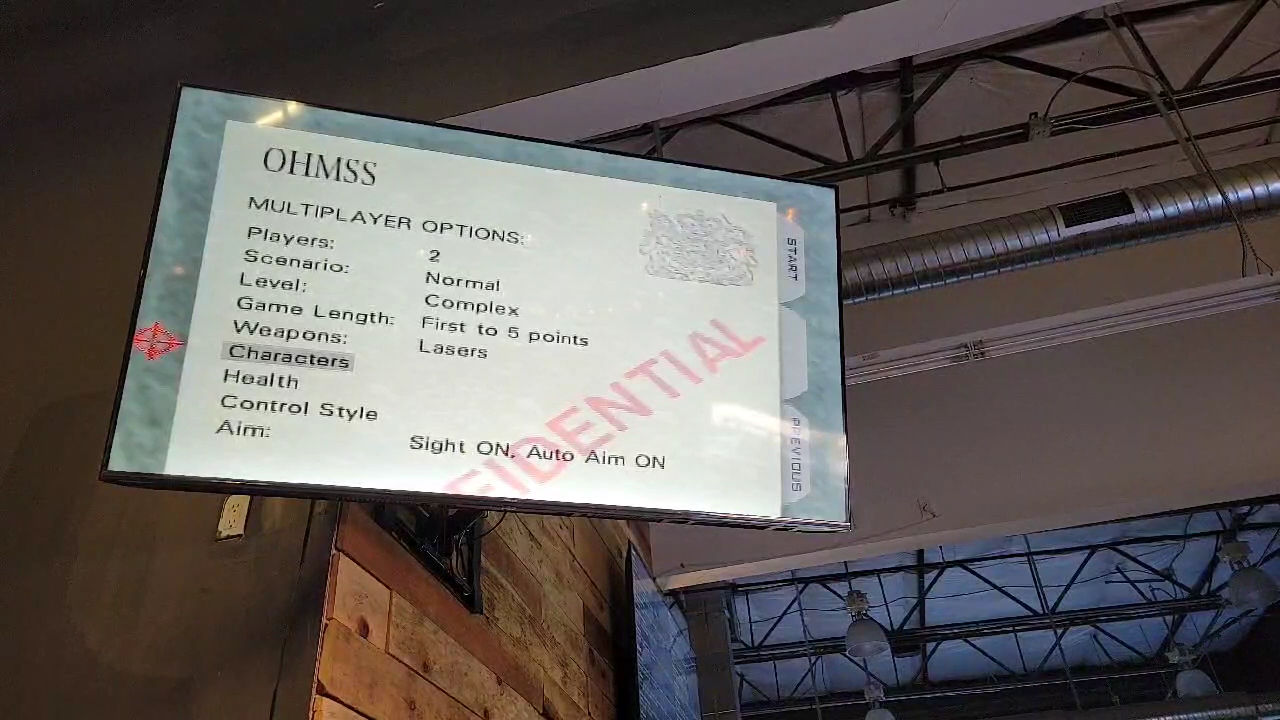 OHMSS
MULTIPLAYER OPTIONS:
Players: 2
Scenario: Normal
Level: Complex
Game Length: First to 5 points
Weapons: Lasers
Characters
Health
Control Style
Aim: Sight ON, Auto Aim ON
FIDENTIAL
START
PREVIOUS